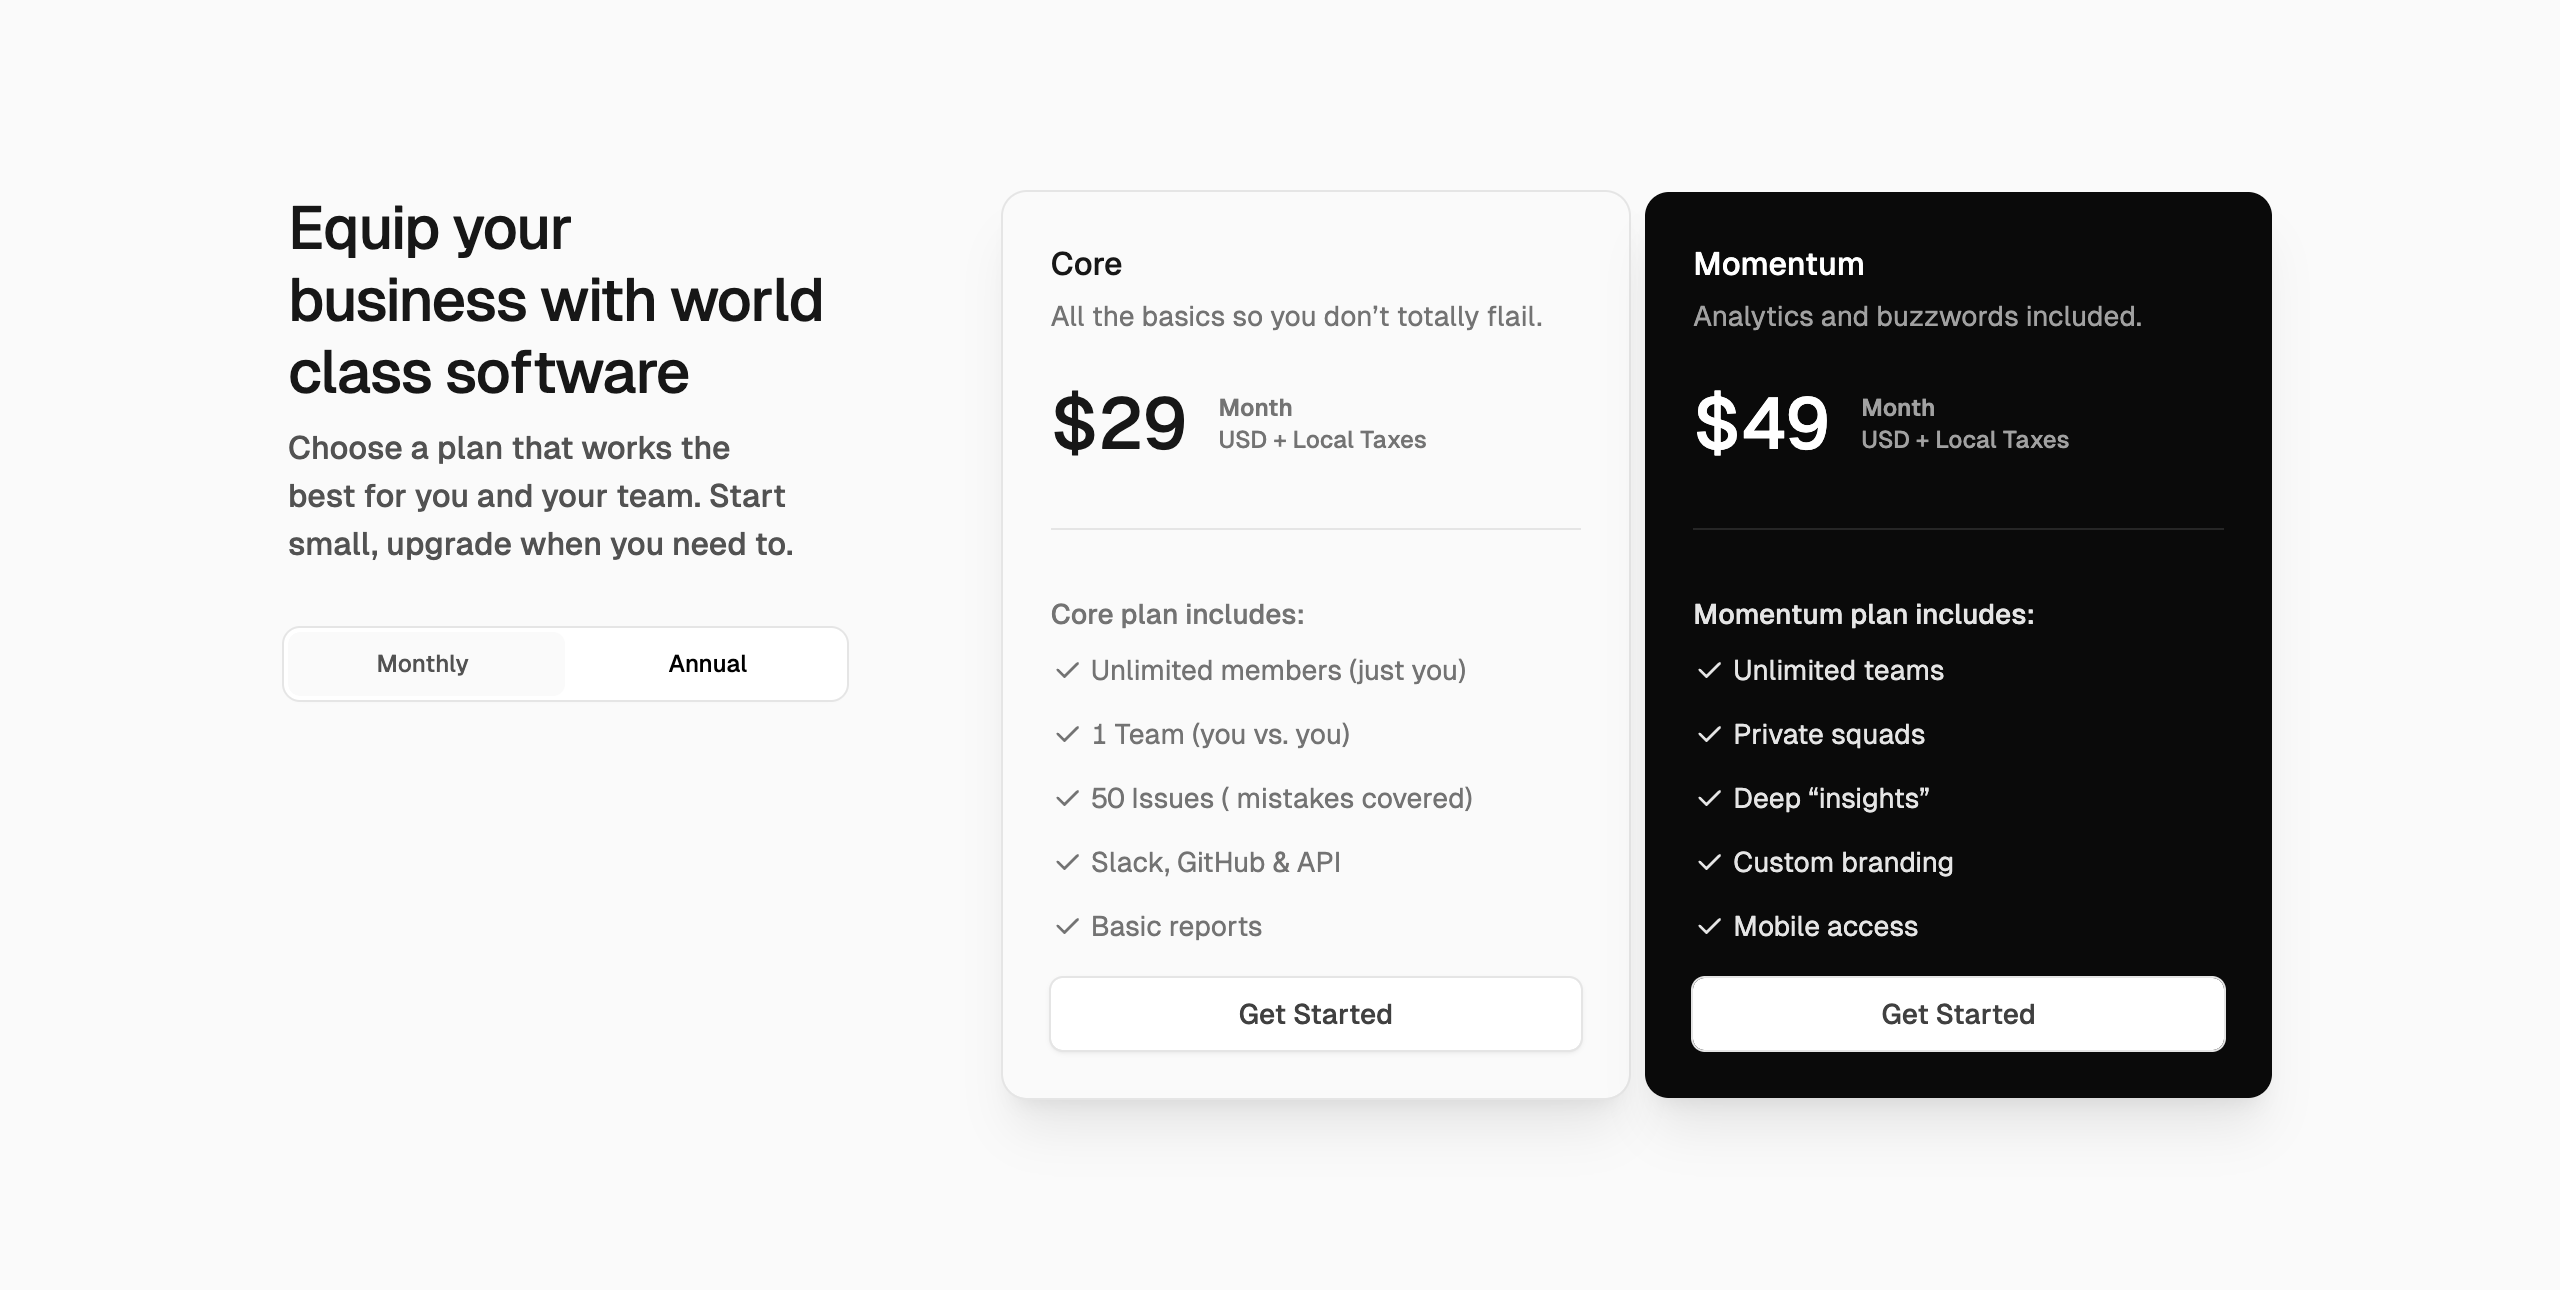 Equip your
business with world
class software
Choose a plan that works the
best for you and your team. Start
small, upgrade when you need to.
Monthly
Annual
Core
All the basics so you don’t totally flail.
$29
Month
USD + Local Taxes
Core plan includes:
Unlimited members (just you)
1 Team (you vs. you)
50 Issues ( mistakes covered)
Slack, GitHub & API
Basic reports
Get Started
Momentum
Analytics and buzzwords included.
$49
Month
USD + Local Taxes
Momentum plan includes:
Unlimited teams
Private squads
Deep “insights”
Custom branding
Mobile access
Get Started